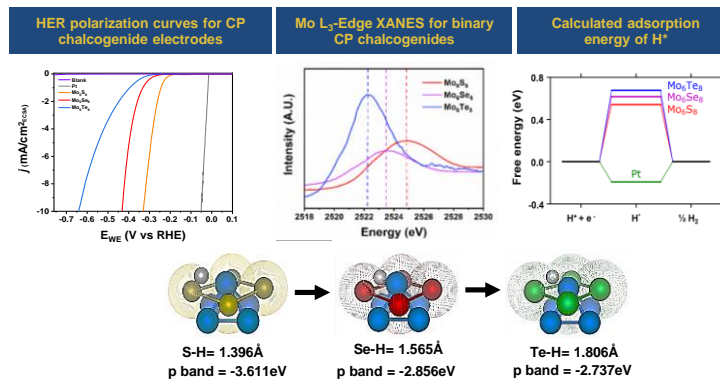 HER polarization curves for CP
chalcogenide electrodes
Mo L₃-Edge XANES for binary
CP chalcogenides
Calculated adsorption
energy of H*
Blank
Pt
Mo₆S₈
Mo₆Se₈
Mo₆Te₈
j (mA/cm²ECSA)
0
-2
-4
-6
-8
-10
-0.7 -0.6 -0.5 -0.4 -0.3 -0.2 -0.1 0.0 0.1
E_WE (V vs RHE)
Mo₆S₈
Mo₆Se₈
Mo₆Te₈
Intensity (A.U.)
2518 2520 2522 2524 2526 2528 2530
Energy (eV)
Mo₆Te₈
Mo₆Se₈
Mo₆S₈
Pt
Free energy (eV)
0.8
0.4
0.0
-0.4
H⁺ + e⁻ H* ½ H₂
S-H= 1.396Å
p band = -3.611eV
Se-H= 1.565Å
p band = -2.856eV
Te-H= 1.806Å
p band = -2.737eV